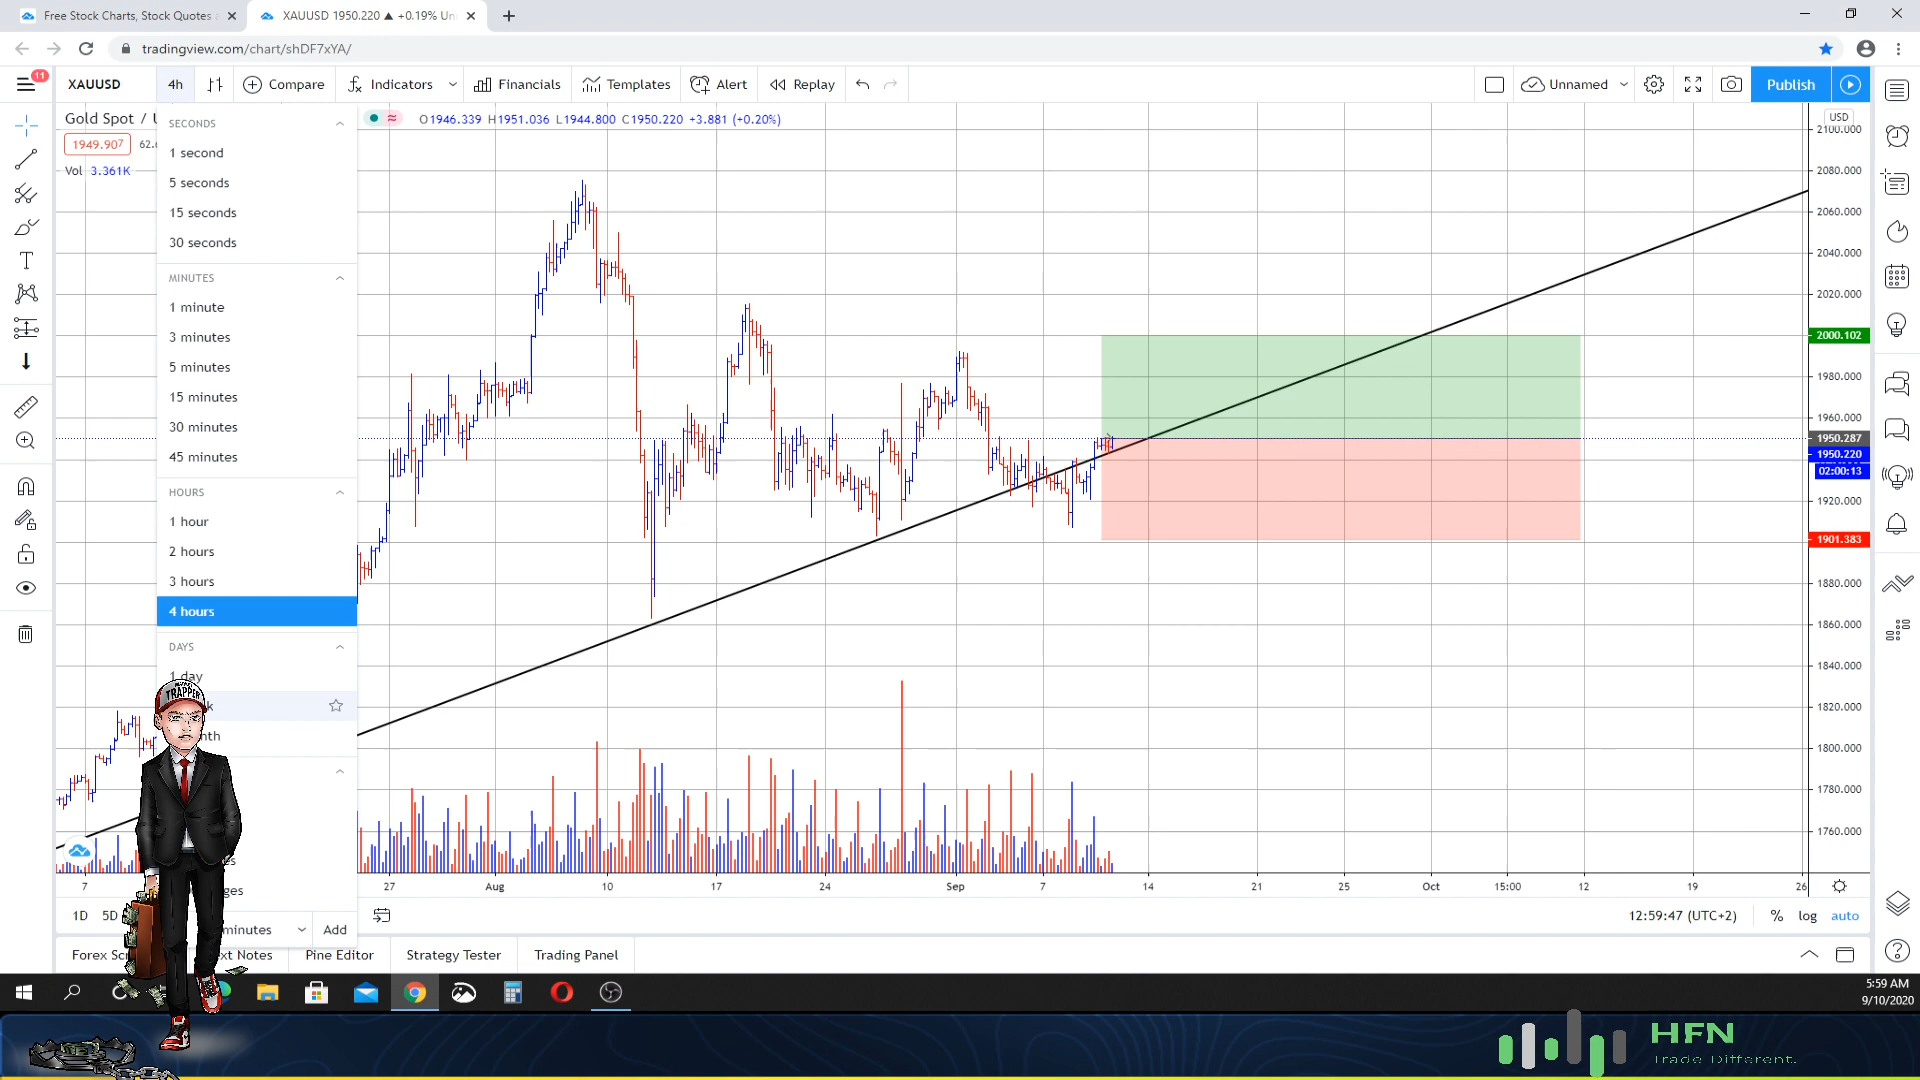 Free Stock Charts, Stock Quotes
XAUUSD 1950.220 ▲ +0.19%
tradingview.com/chart/shDF7xYA/
11
XAUUSD
4h
Compare
Indicators
Financials
Templates
Alert
Replay
Unnamed
Publish
Gold Spot /
O1946.339 H1951.036 L1944.800 C1950.220 +3.881 (+0.20%)
1949.907
Vol 3.361K
SECONDS
1 second
5 seconds
15 seconds
30 seconds
MINUTES
1 minute
3 minutes
5 minutes
15 minutes
30 minutes
45 minutes
HOURS
1 hour
2 hours
3 hours
4 hours
DAYS
1 day
minutes
Add
TRAPPER
USD
2100.000
2080.000
2060.000
2040.000
2020.000
2000.102
1980.000
1960.000
1950.287
1950.220
02:00:13
1920.000
1901.383
1880.000
1860.000
1840.000
1820.000
1800.000
1780.000
1760.000
7
27
Aug
10
17
24
Sep
7
14
21
25
Oct
15:00
12
19
26
1D
5D
12:59:47 (UTC+2)
%
log
auto
Forex
Notes
Pine Editor
Strategy Tester
Trading Panel
5:59 AM
9/10/2020
HFN
Trade Different.